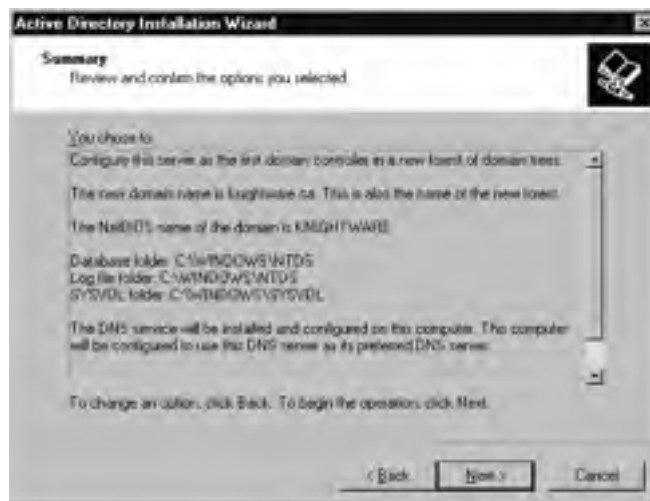 Active Directory Installation Wizard
Summary
Review and confirm the options you selected.
You chose to:
Configure this server as the first domain controller in a new forest of domain trees.
The new domain name is knightware.ca. This is also the name of the new forest.
The NetBIOS name of the domain is KNIGHTWARE
Database folder: C:\WINDOWS\NTDS
Log file folder: C:\WINDOWS\NTDS
SYSVOL folder: C:\WINDOWS\SYSVOL
The DNS service will be installed and configured on this computer. This computer
will be configured to use this DNS server as its preferred DNS server.
To change an option, click Back. To begin the operation, click Next.
< Back
Next >
Cancel